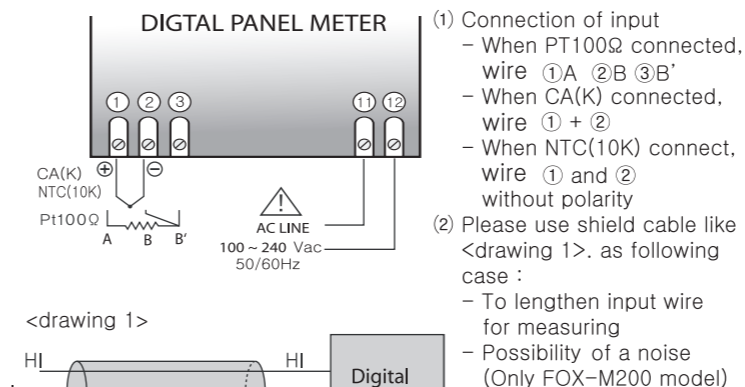 DIGTAL PANEL METER
① ② ③ ⑪ ⑫
⊕ ⊖
CA(K)
NTC(10K)
Pt100Ω
A B B’
AC LINE
100 ~ 240 Vac
50/60Hz
<drawing 1>
HI HI
Digital
(1) Connection of input
- When PT100Ω connected,
wire ①A ②B ③B’
- When CA(K) connected,
wire ① + ②
- When NTC(10K) connect,
wire ① and ②
without polarity
(2) Please use shield cable like
<drawing 1>. as following
case :
- To lengthen input wire
for measuring
- Possibility of a noise
(Only FOX-M200 model)